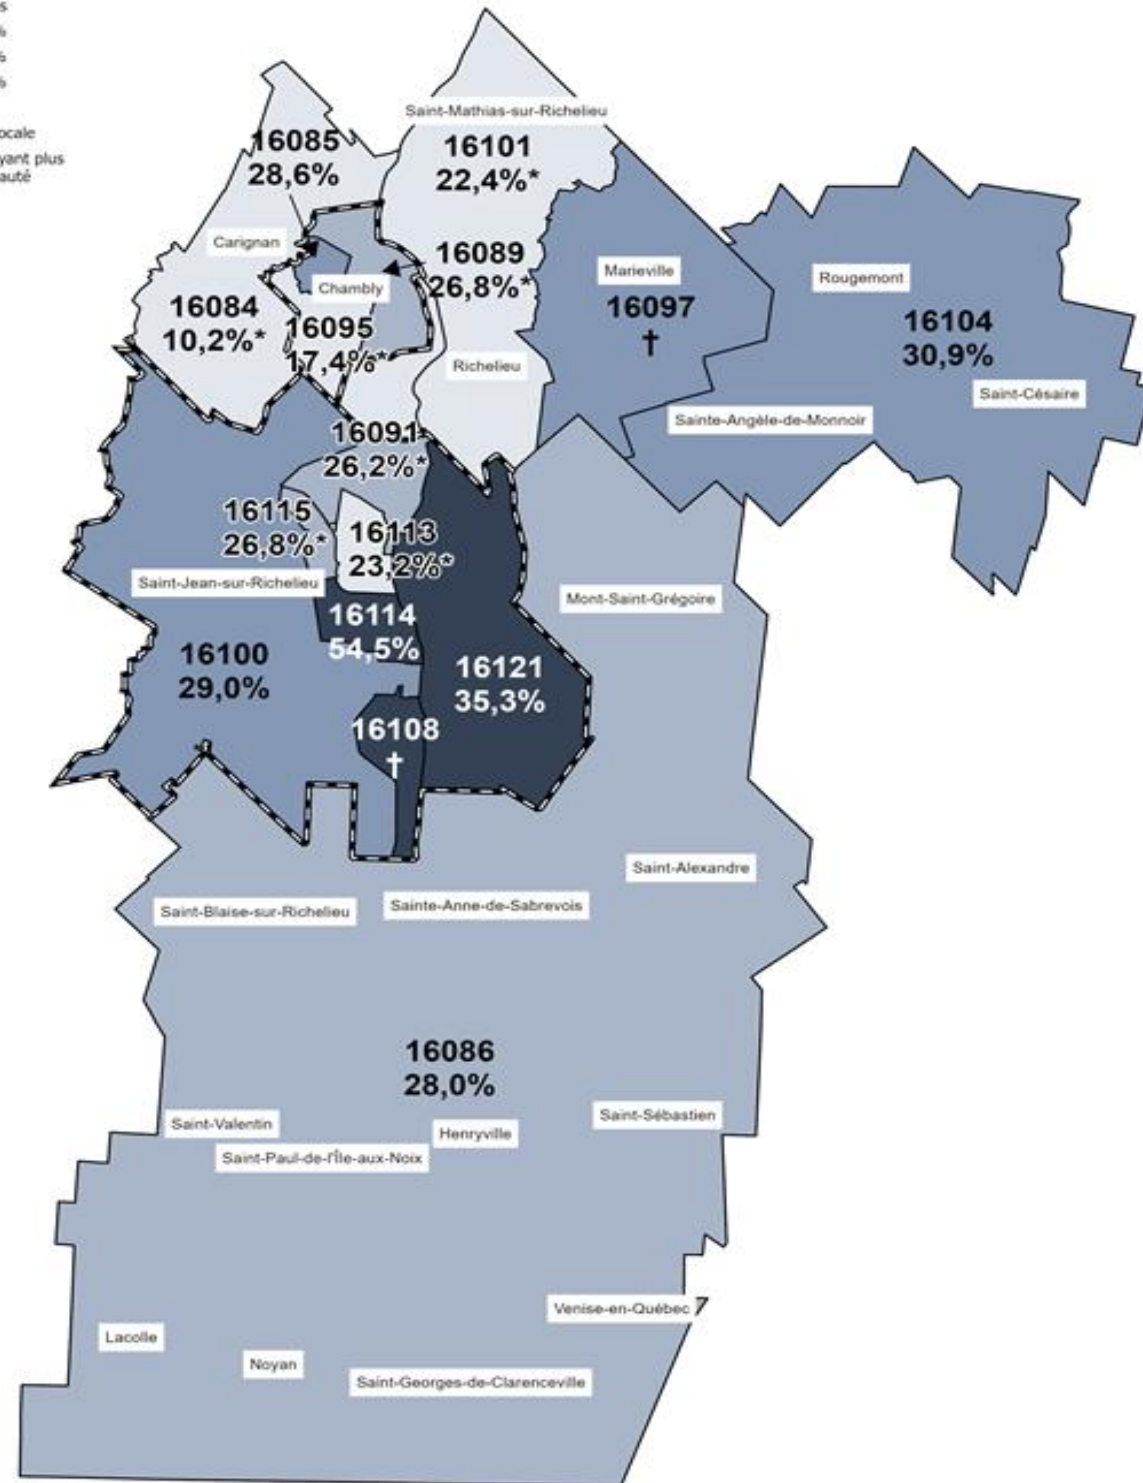 %
%
%
ocale
yant plus
auté
Saint-Mathias-sur-Richelieu
16085
28,6%
16101
22,4%*
Carignan
16089
26,8%*
Chambly
Marieville
16097
†
Rougemont
16104
30,9%
16084
10,2%*
16095
17,4%*
Richelieu
Saint-Césaire
Sainte-Angèle-de-Monnoir
16091
26,2%*
16115
26,8%*
16113
23,2%*
Saint-Jean-sur-Richelieu
Mont-Saint-Grégoire
16114
54,5%
16100
29,0%
16121
35,3%
16108
†
Saint-Alexandre
Saint-Blaise-sur-Richelieu
Sainte-Anne-de-Sabrevois
16086
28,0%
Saint-Valentin
Saint-Sébastien
Henryville
Saint-Paul-de-l'Île-aux-Noix
Venise-en-Québec
Lacolle
Noyan
Saint-Georges-de-Clarenceville